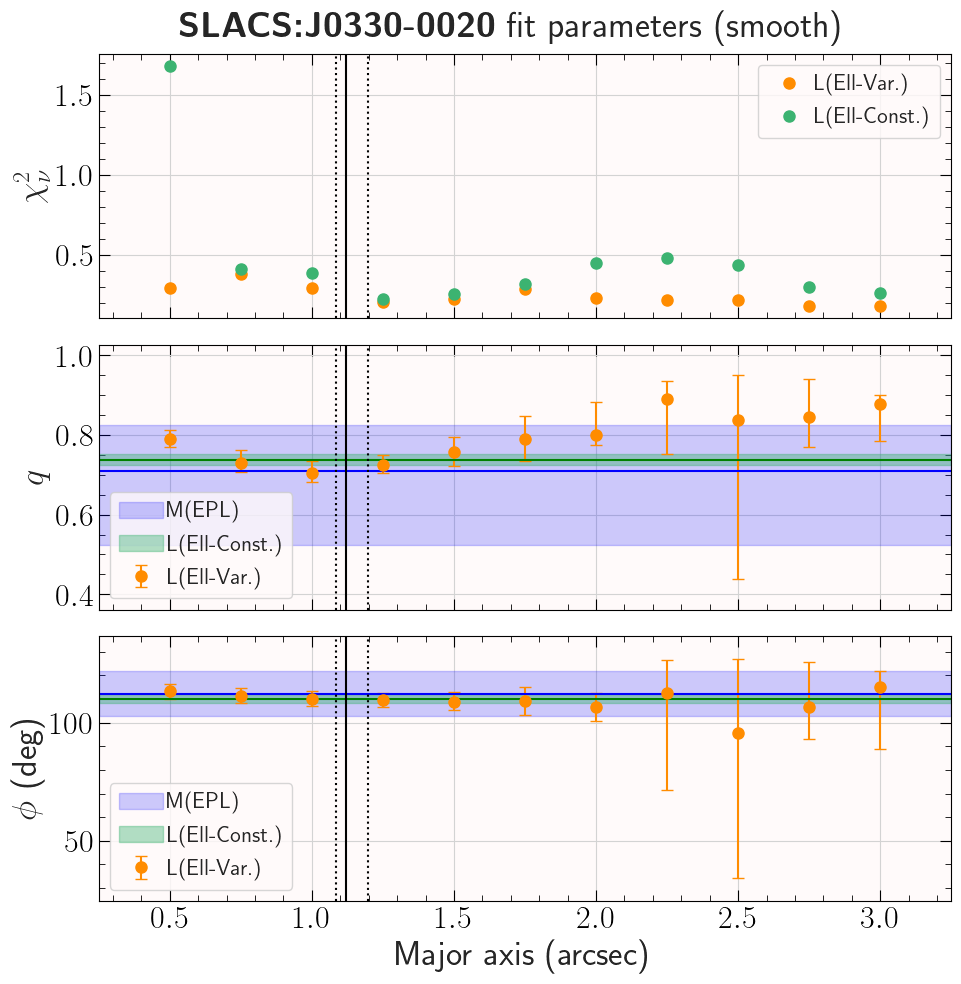 SLACS:J0330-0020 fit parameters (smooth)
1.5
1.0
0.5
χ²ᵥ
L(Ell-Var.)
L(Ell-Const.)
1.0
0.8
0.6
0.4
q
M(EPL)
L(Ell-Const.)
L(Ell-Var.)
100
50
ϕ (deg)
M(EPL)
L(Ell-Const.)
L(Ell-Var.)
0.5 1.0 1.5 2.0 2.5 3.0
Major axis (arcsec)